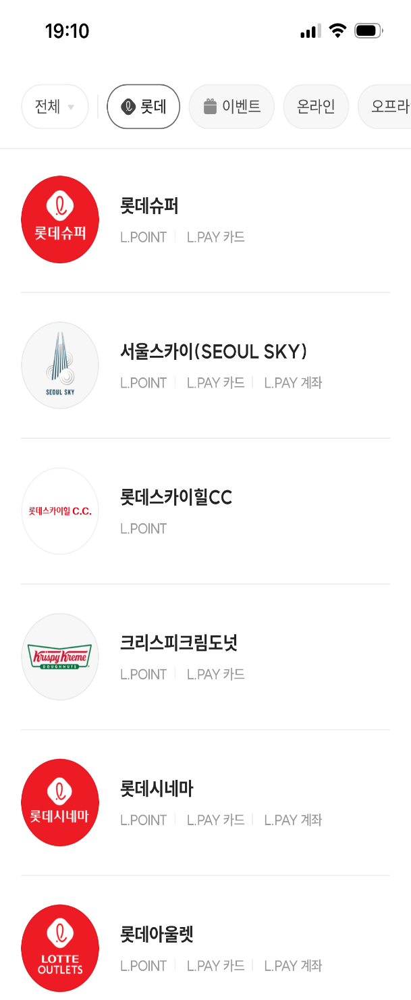 19:10
전체 롯데 이벤트 온라인 오프라
롯데슈퍼
롯데슈퍼
L.POINT L.PAY 카드
SEOUL SKY
서울스카이(SEOUL SKY)
L.POINT L.PAY 카드 L.PAY 계좌
롯데스카이힐 C.C.
롯데스카이힐CC
L.POINT
Krispy Kreme
DOUGHNUTS
크리스피크림도넛
L.POINT L.PAY 카드
롯데시네마
롯데시네마
L.POINT L.PAY 카드 L.PAY 계좌
LOTTE
OUTLETS
롯데아울렛
L.POINT L.PAY 카드 L.PAY 계좌